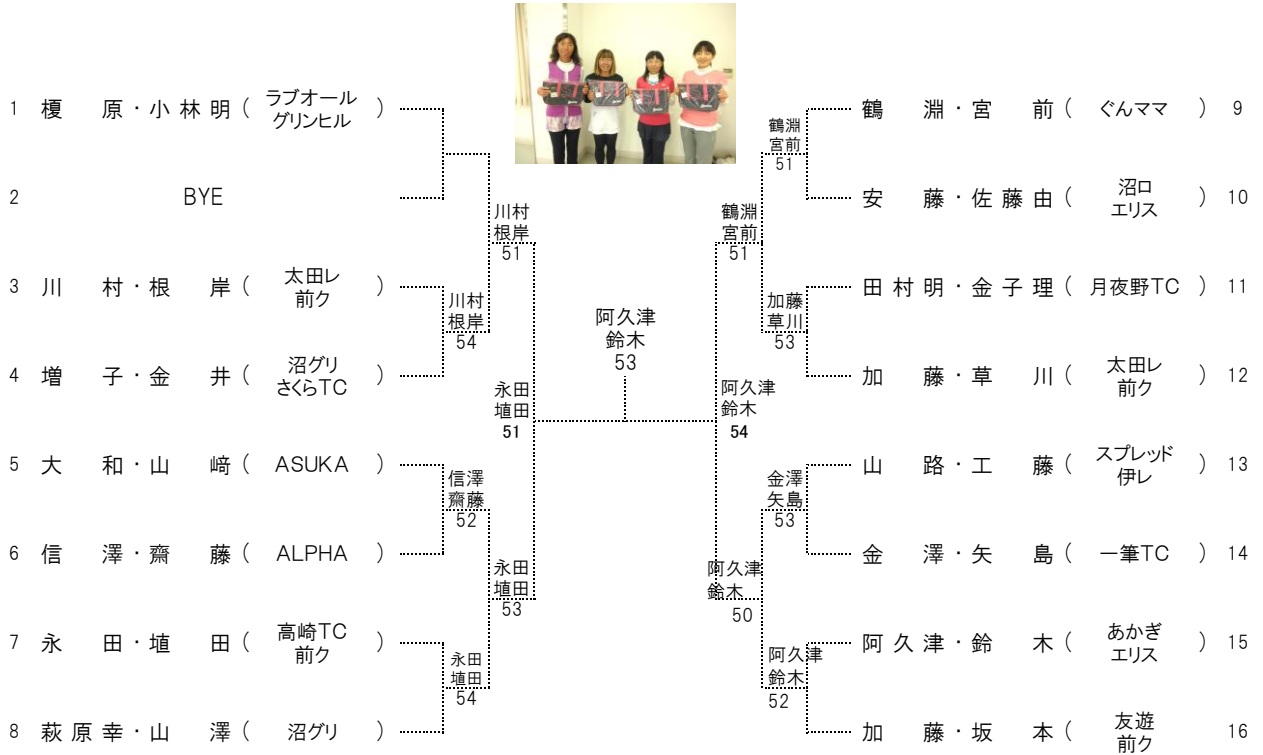 1 榎 原・小林明( ラブオール グリンヒル )
2 BYE
3 川 村・根 岸( 太田レ 前ク )
4 増 子・金 井( 沼グリ さくらTC )
5 大 和・山 﨑( ASUKA )
6 信 澤・齋 藤( ALPHA )
7 永 田・埴 田( 高崎TC 前ク )
8 萩原幸・山 澤( 沼グリ )
川村
根岸
54
信澤
齋藤
52
永田
埴田
54
川村
根岸
51
永田
埴田
53
永田
埴田
51
阿久津
鈴木
53
阿久津
鈴木
54
鶴淵
宮前
51
阿久津
鈴木
50
鶴淵
宮前
51
加藤
草川
53
金澤
矢島
53
阿久津
鈴木
52
鶴 淵・宮 前( ぐんママ ) 9
安 藤・佐藤由( 沼口 エリス ) 10
田村明・金子理( 月夜野TC ) 11
加 藤・草 川( 太田レ 前ク ) 12
山 路・工 藤( スプレッド 伊レ ) 13
金 澤・矢 島( 一筆TC ) 14
阿久津・鈴 木( あかぎ エリス ) 15
加 藤・坂 本( 友遊 前ク ) 16